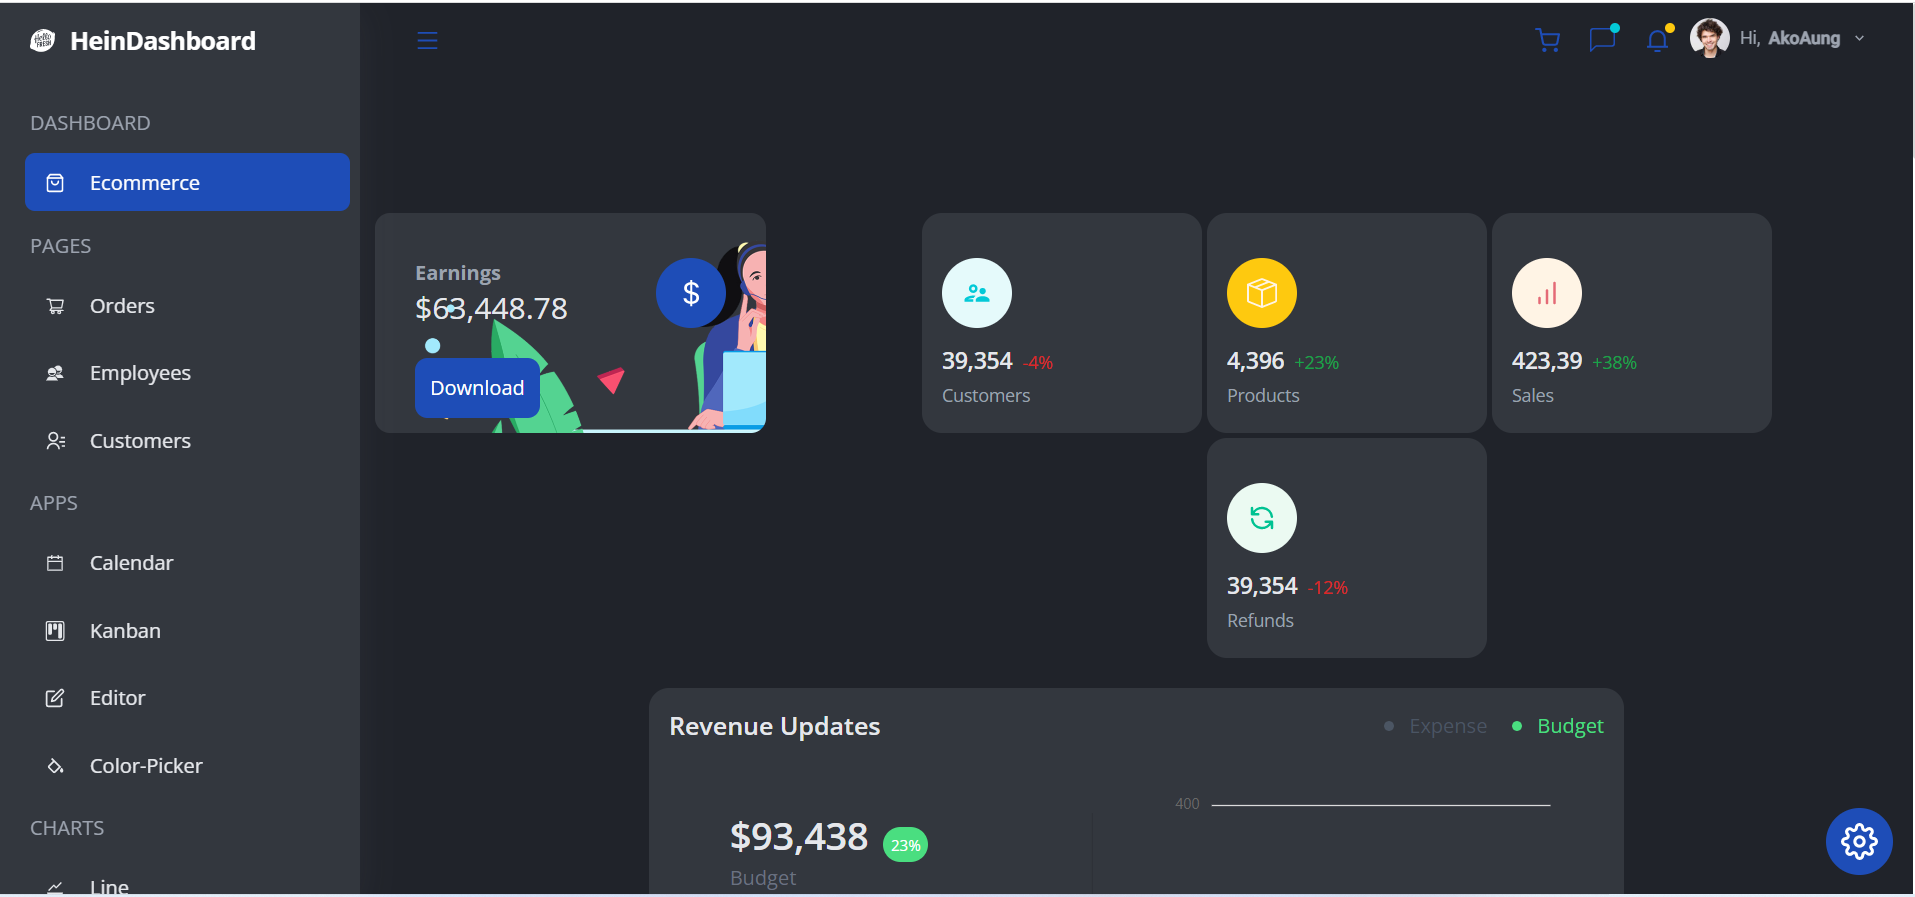 HELLO FRESH
HeinDashboard
Hi, AkoAung
DASHBOARD
Ecommerce
PAGES
Orders
Employees
Customers
APPS
Calendar
Kanban
Editor
Color-Picker
CHARTS
Line
Earnings
$63,448.78
$
Download
39,354 -4%
Customers
4,396 +23%
Products
423,39 +38%
Sales
39,354 -12%
Refunds
Revenue Updates
Expense
Budget
$93,438 23%
Budget
400